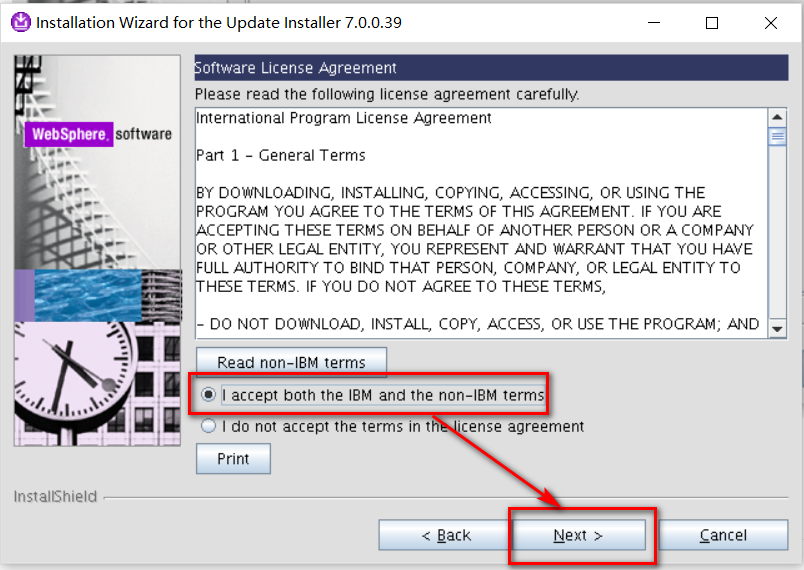 Installation Wizard for the Update Installer 7.0.0.39
WebSphere. software
Software License Agreement
Please read the following license agreement carefully.
International Program License Agreement
Part 1 - General Terms
BY DOWNLOADING, INSTALLING, COPYING, ACCESSING, OR USING THE
PROGRAM YOU AGREE TO THE TERMS OF THIS AGREEMENT. IF YOU ARE
ACCEPTING THESE TERMS ON BEHALF OF ANOTHER PERSON OR A COMPANY
OR OTHER LEGAL ENTITY, YOU REPRESENT AND WARRANT THAT YOU HAVE
FULL AUTHORITY TO BIND THAT PERSON, COMPANY, OR LEGAL ENTITY TO
THESE TERMS. IF YOU DO NOT AGREE TO THESE TERMS,
- DO NOT DOWNLOAD, INSTALL, COPY, ACCESS, OR USE THE PROGRAM; AND
Read non-IBM terms
I accept both the IBM and the non-IBM terms
I do not accept the terms in the license agreement
Print
InstallShield
< Back
Next >
Cancel